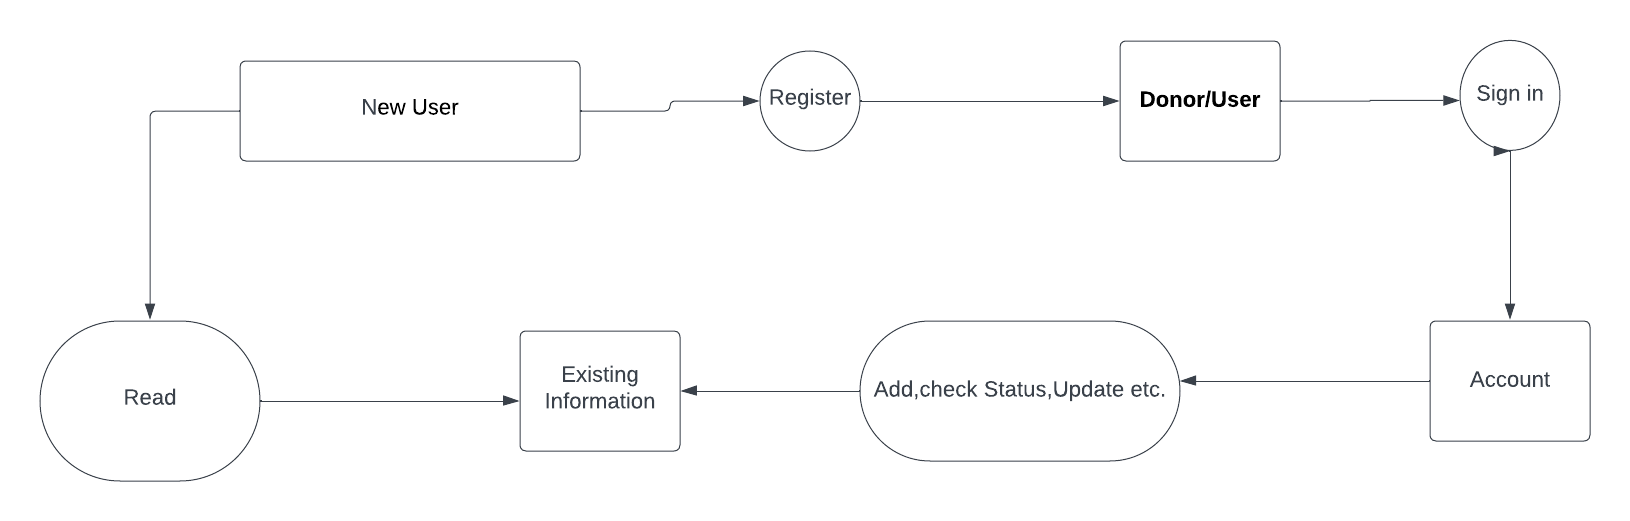 New User
Register
Donor/User
Sign in
Read
Existing
Information
Add,check Status,Update etc.
Account